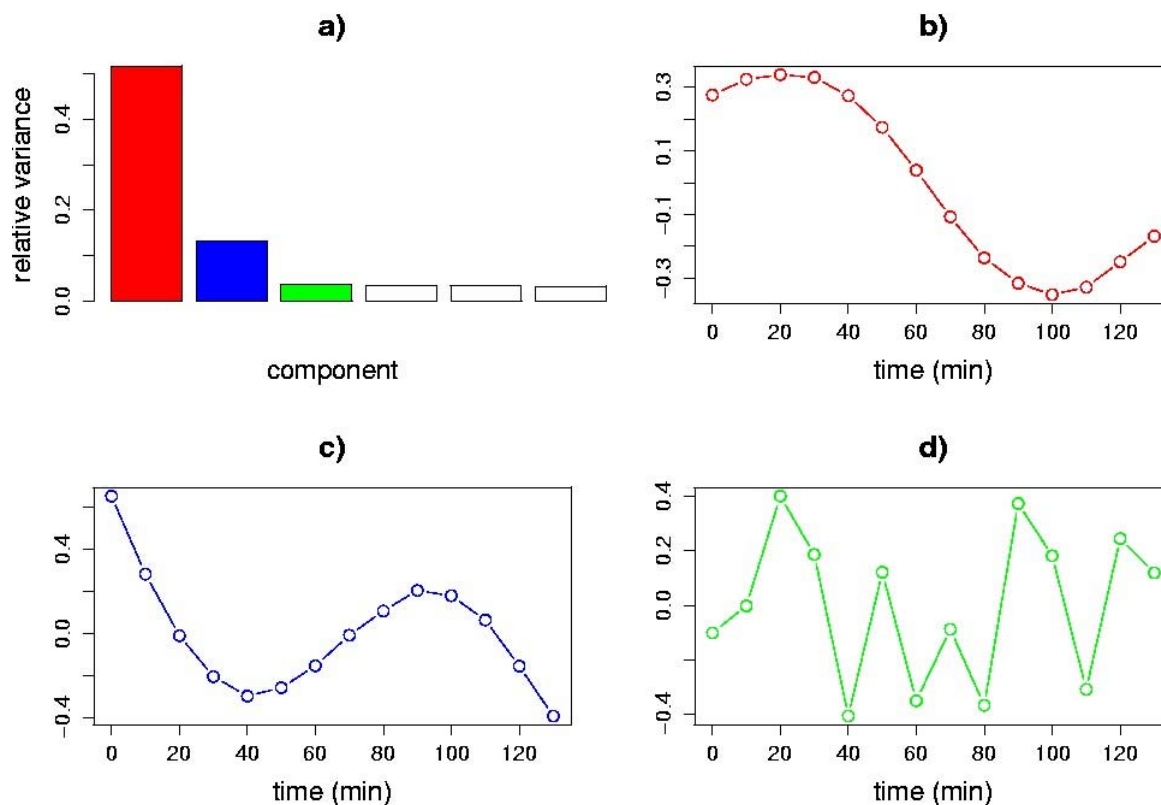 a)
relative variance
0.0 0.2 0.4
component
b)
-0.3 -0.1 0.1 0.3
0 20 40 60 80 100 120
time (min)
c)
-0.4 0.0 0.4
0 20 40 60 80 100 120
time (min)
d)
-0.4 0.0 0.2 0.4
0 20 40 60 80 100 120
time (min)